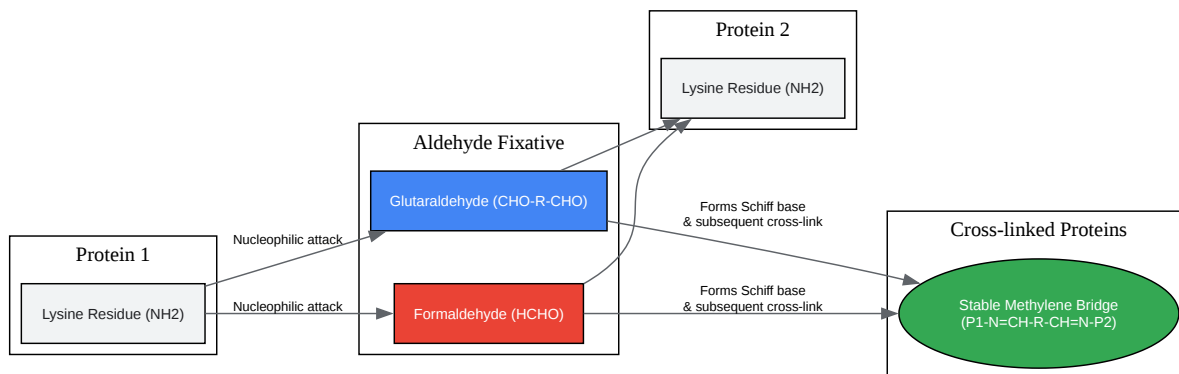 Protein 2
Lysine Residue (NH2)
Aldehyde Fixative
Glutaraldehyde (CHO-R-CHO)
Formaldehyde (HCHO)
Protein 1
Lysine Residue (NH2)
Nucleophilic attack
Nucleophilic attack
Forms Schiff base
& subsequent cross-link
Forms Schiff base
& subsequent cross-link
Cross-linked Proteins
Stable Methylene Bridge
(P1-N=CH-R-CH=N-P2)